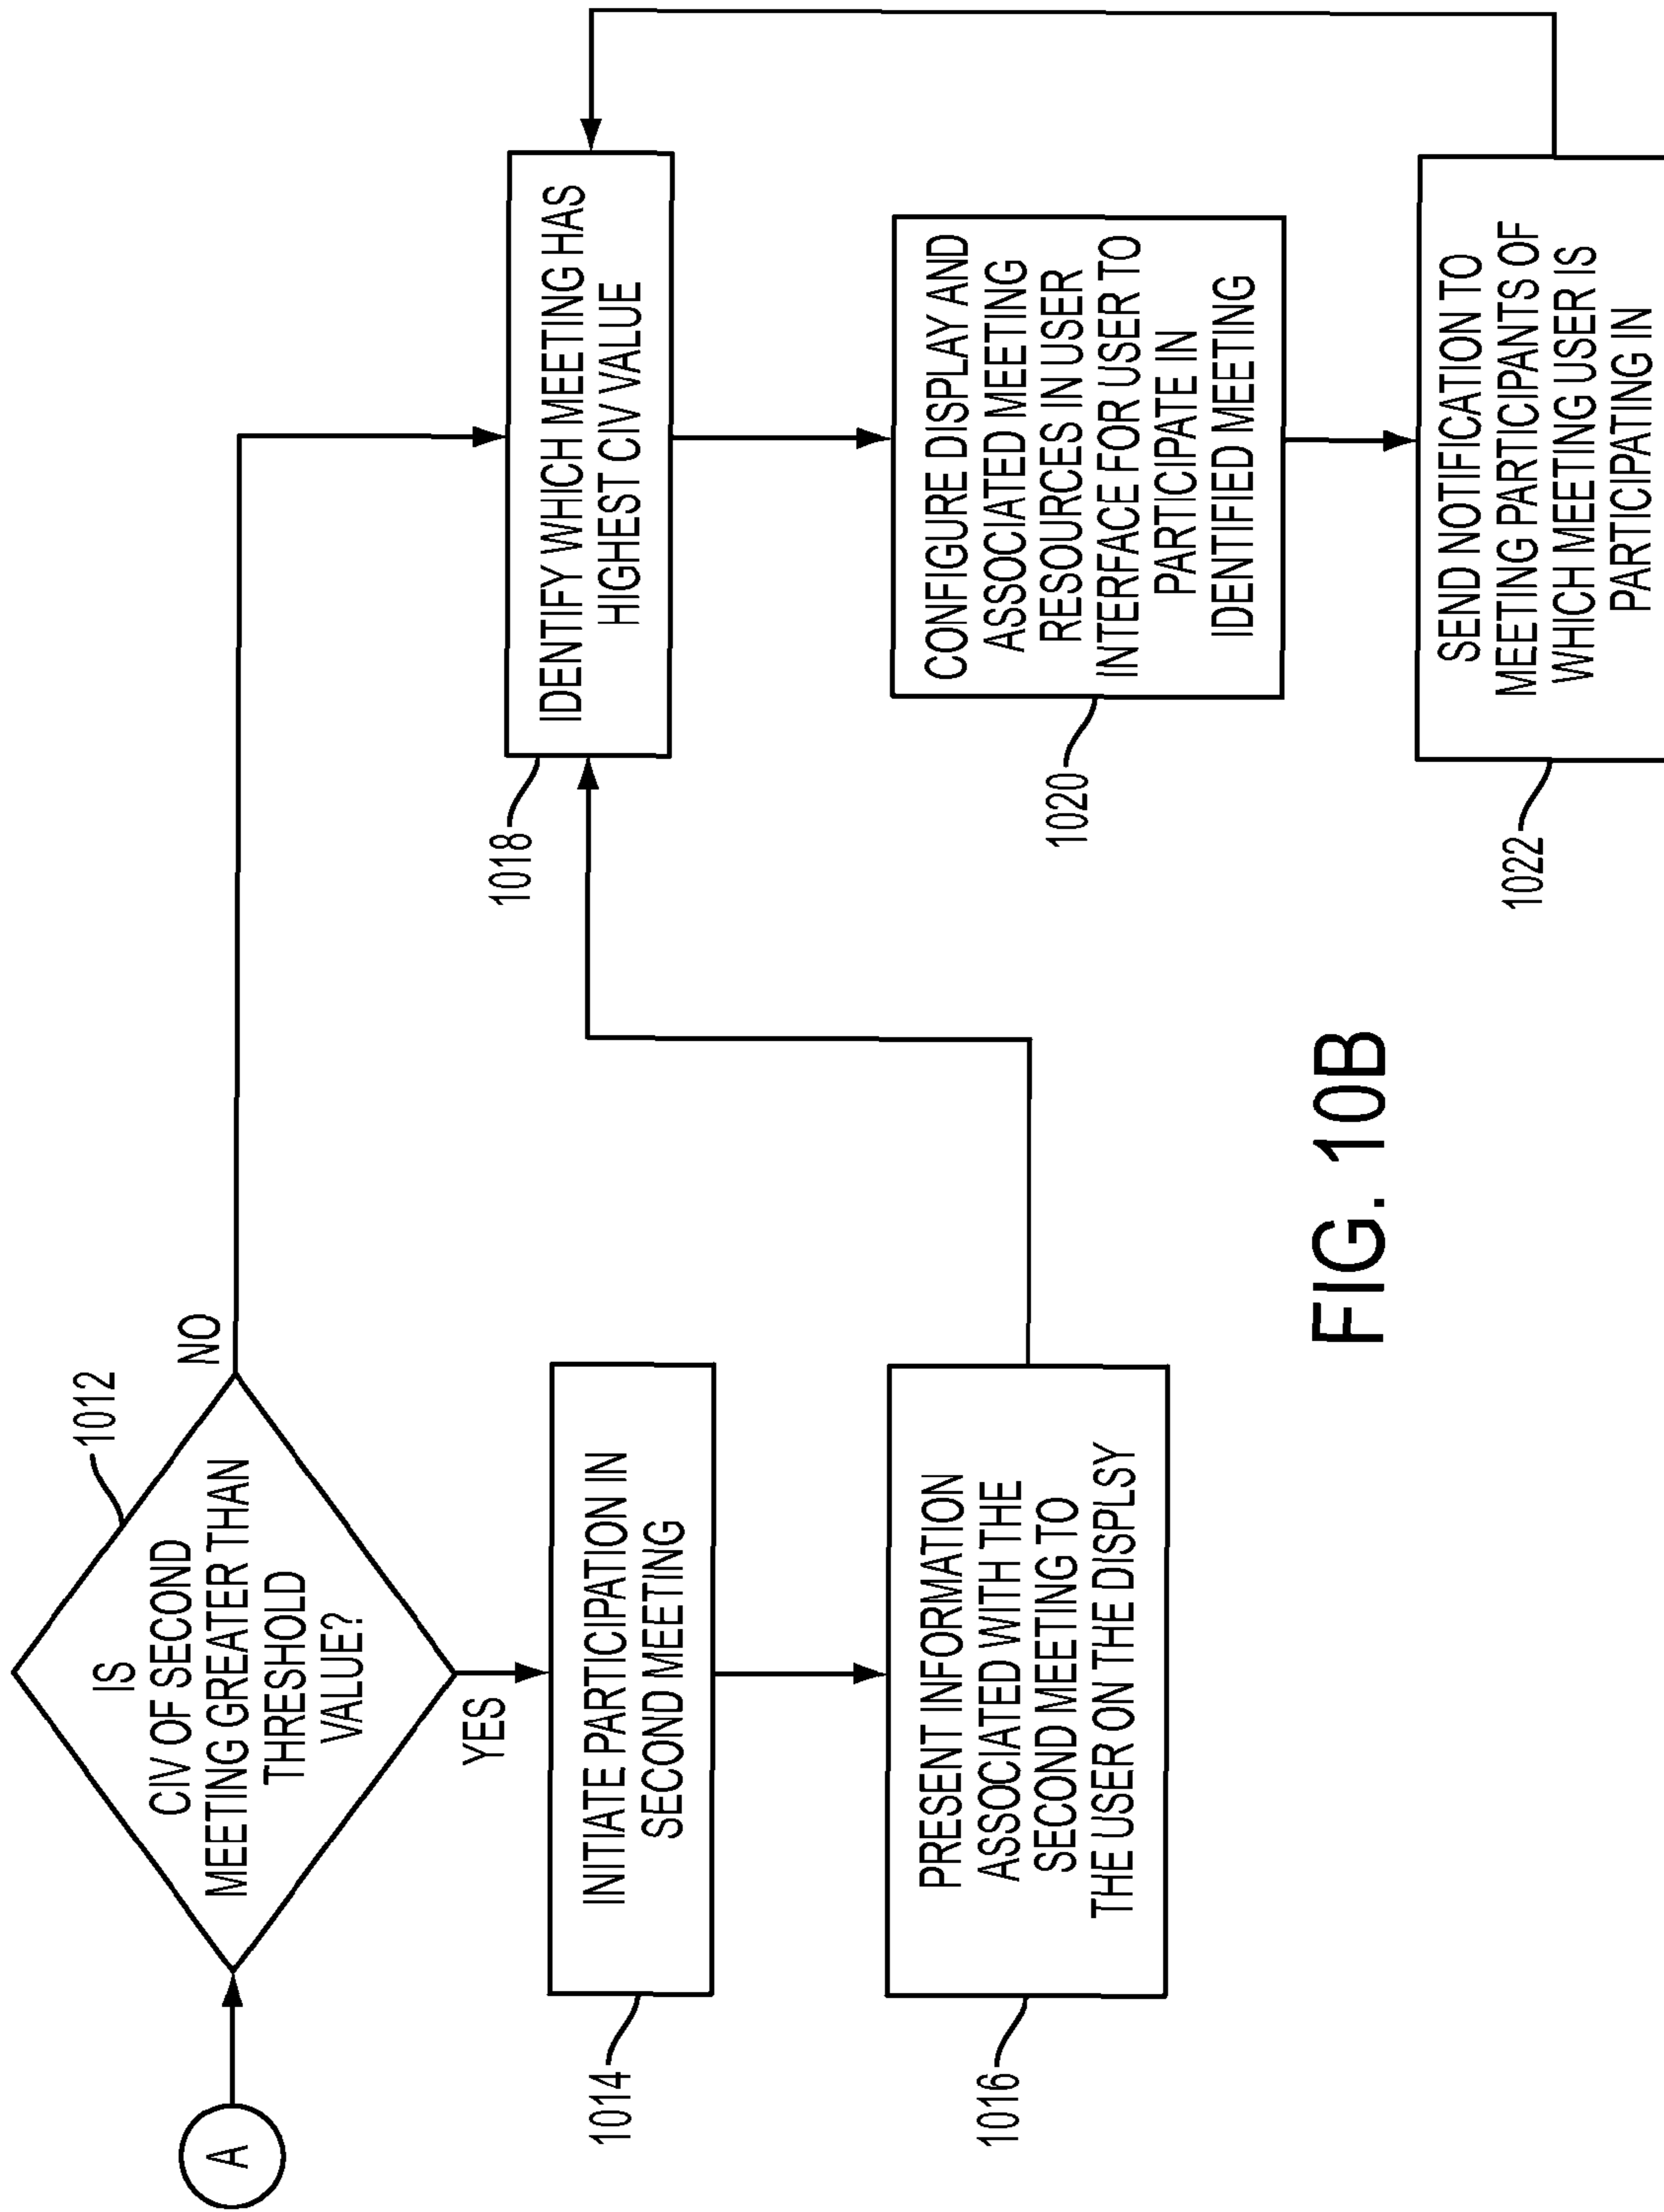 A
IS
CIV OF SECOND
MEETING GREATER THAN
THRESHOLD
VALUE?
1012
NO
YES
INITIATE PARTICIPATION IN
SECOND MEETING
1014
PRESENT INFORMATION
ASSOCIATED WITH THE
SECOND MEETING TO
THE USER ON THE DISPLSY
1016
IDENTIFY WHICH MEETING HAS
HIGHEST CIV VALUE
1018
CONFIGURE DISPLAY AND
ASSOCIATED MEETING
RESOURCES IN USER
INTERFACE FOR USER TO
PARTICIPATE IN
IDENTIFIED MEETING
1020
SEND NOTIFICATION TO
MEETING PARTICIPANTS OF
WHICH MEETING USER IS
PARTICIPATING IN
1022
FIG. 10B